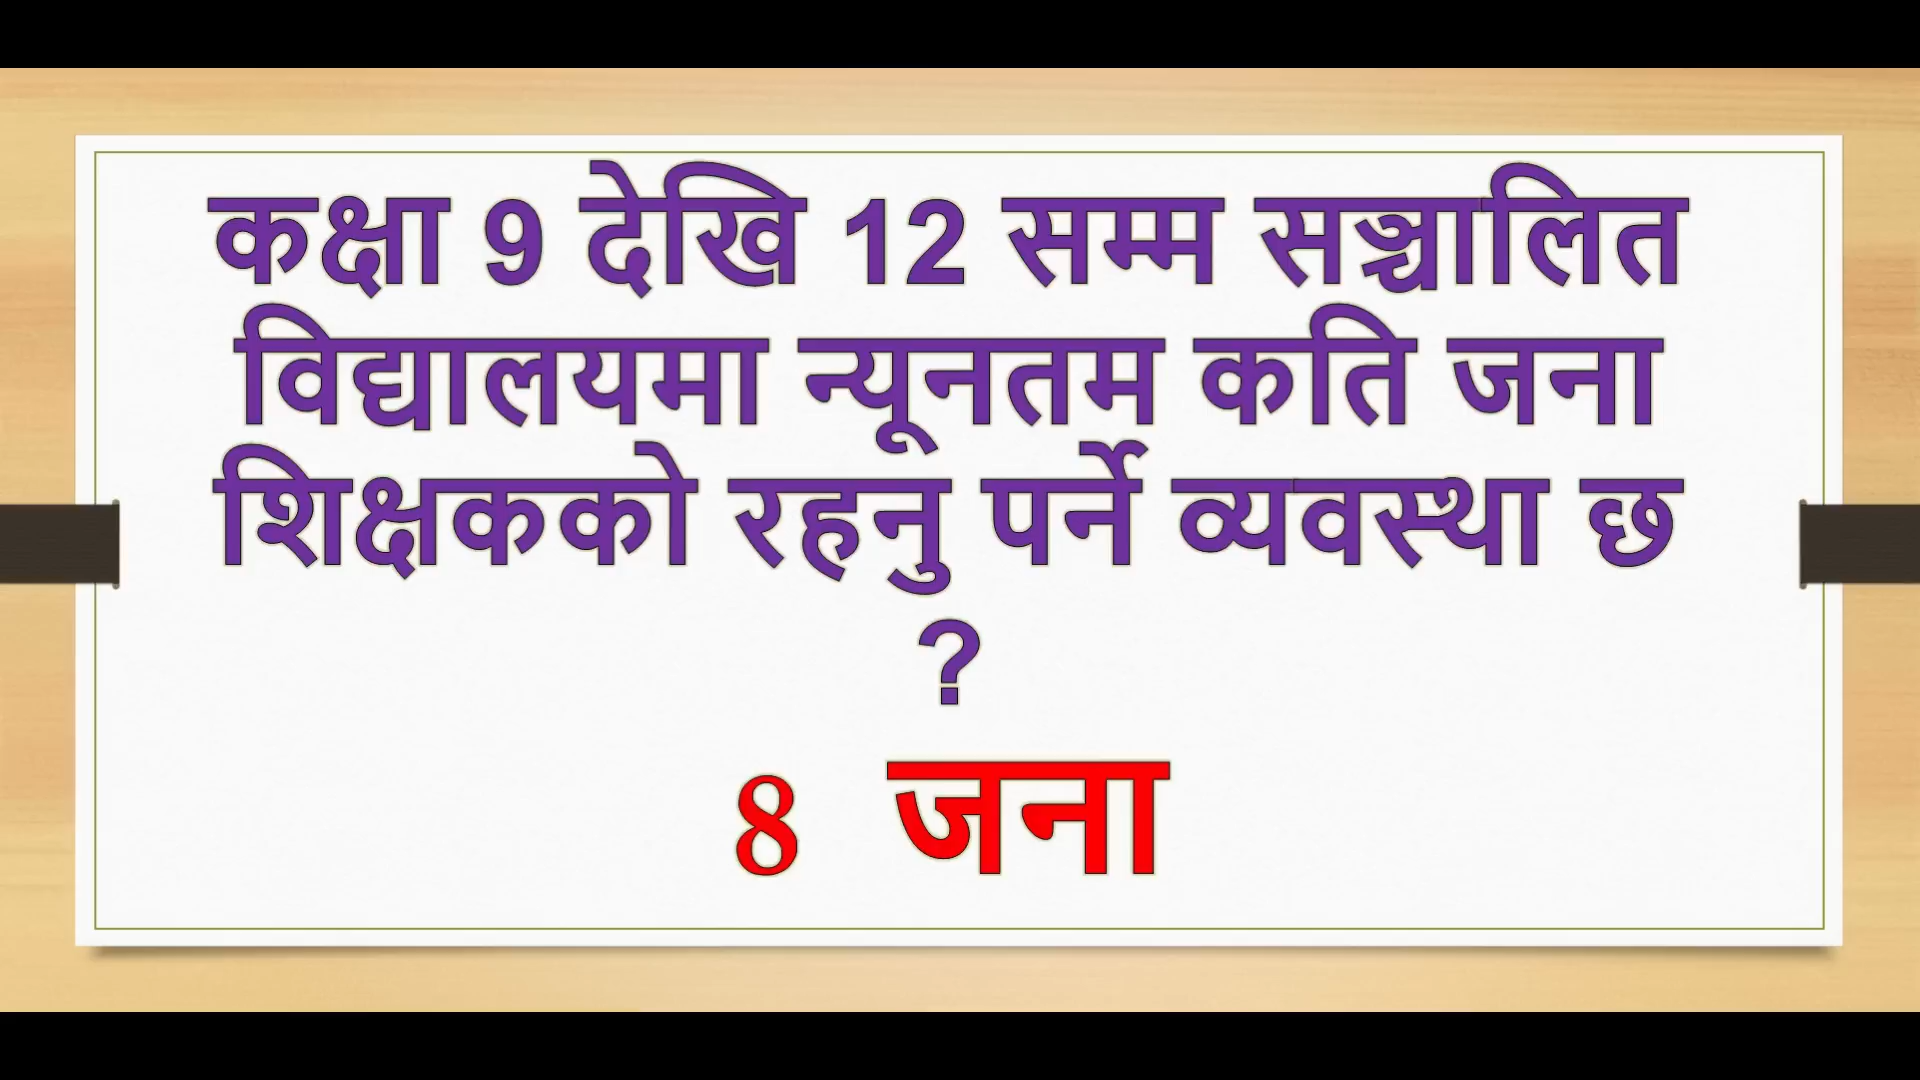 कक्षा 9 देखि 12 सम्म सञ्चालित
विद्यालयमा न्यूनतम कति जना
शिक्षकको रहनु पर्ने व्यवस्था छ
?
8 जना